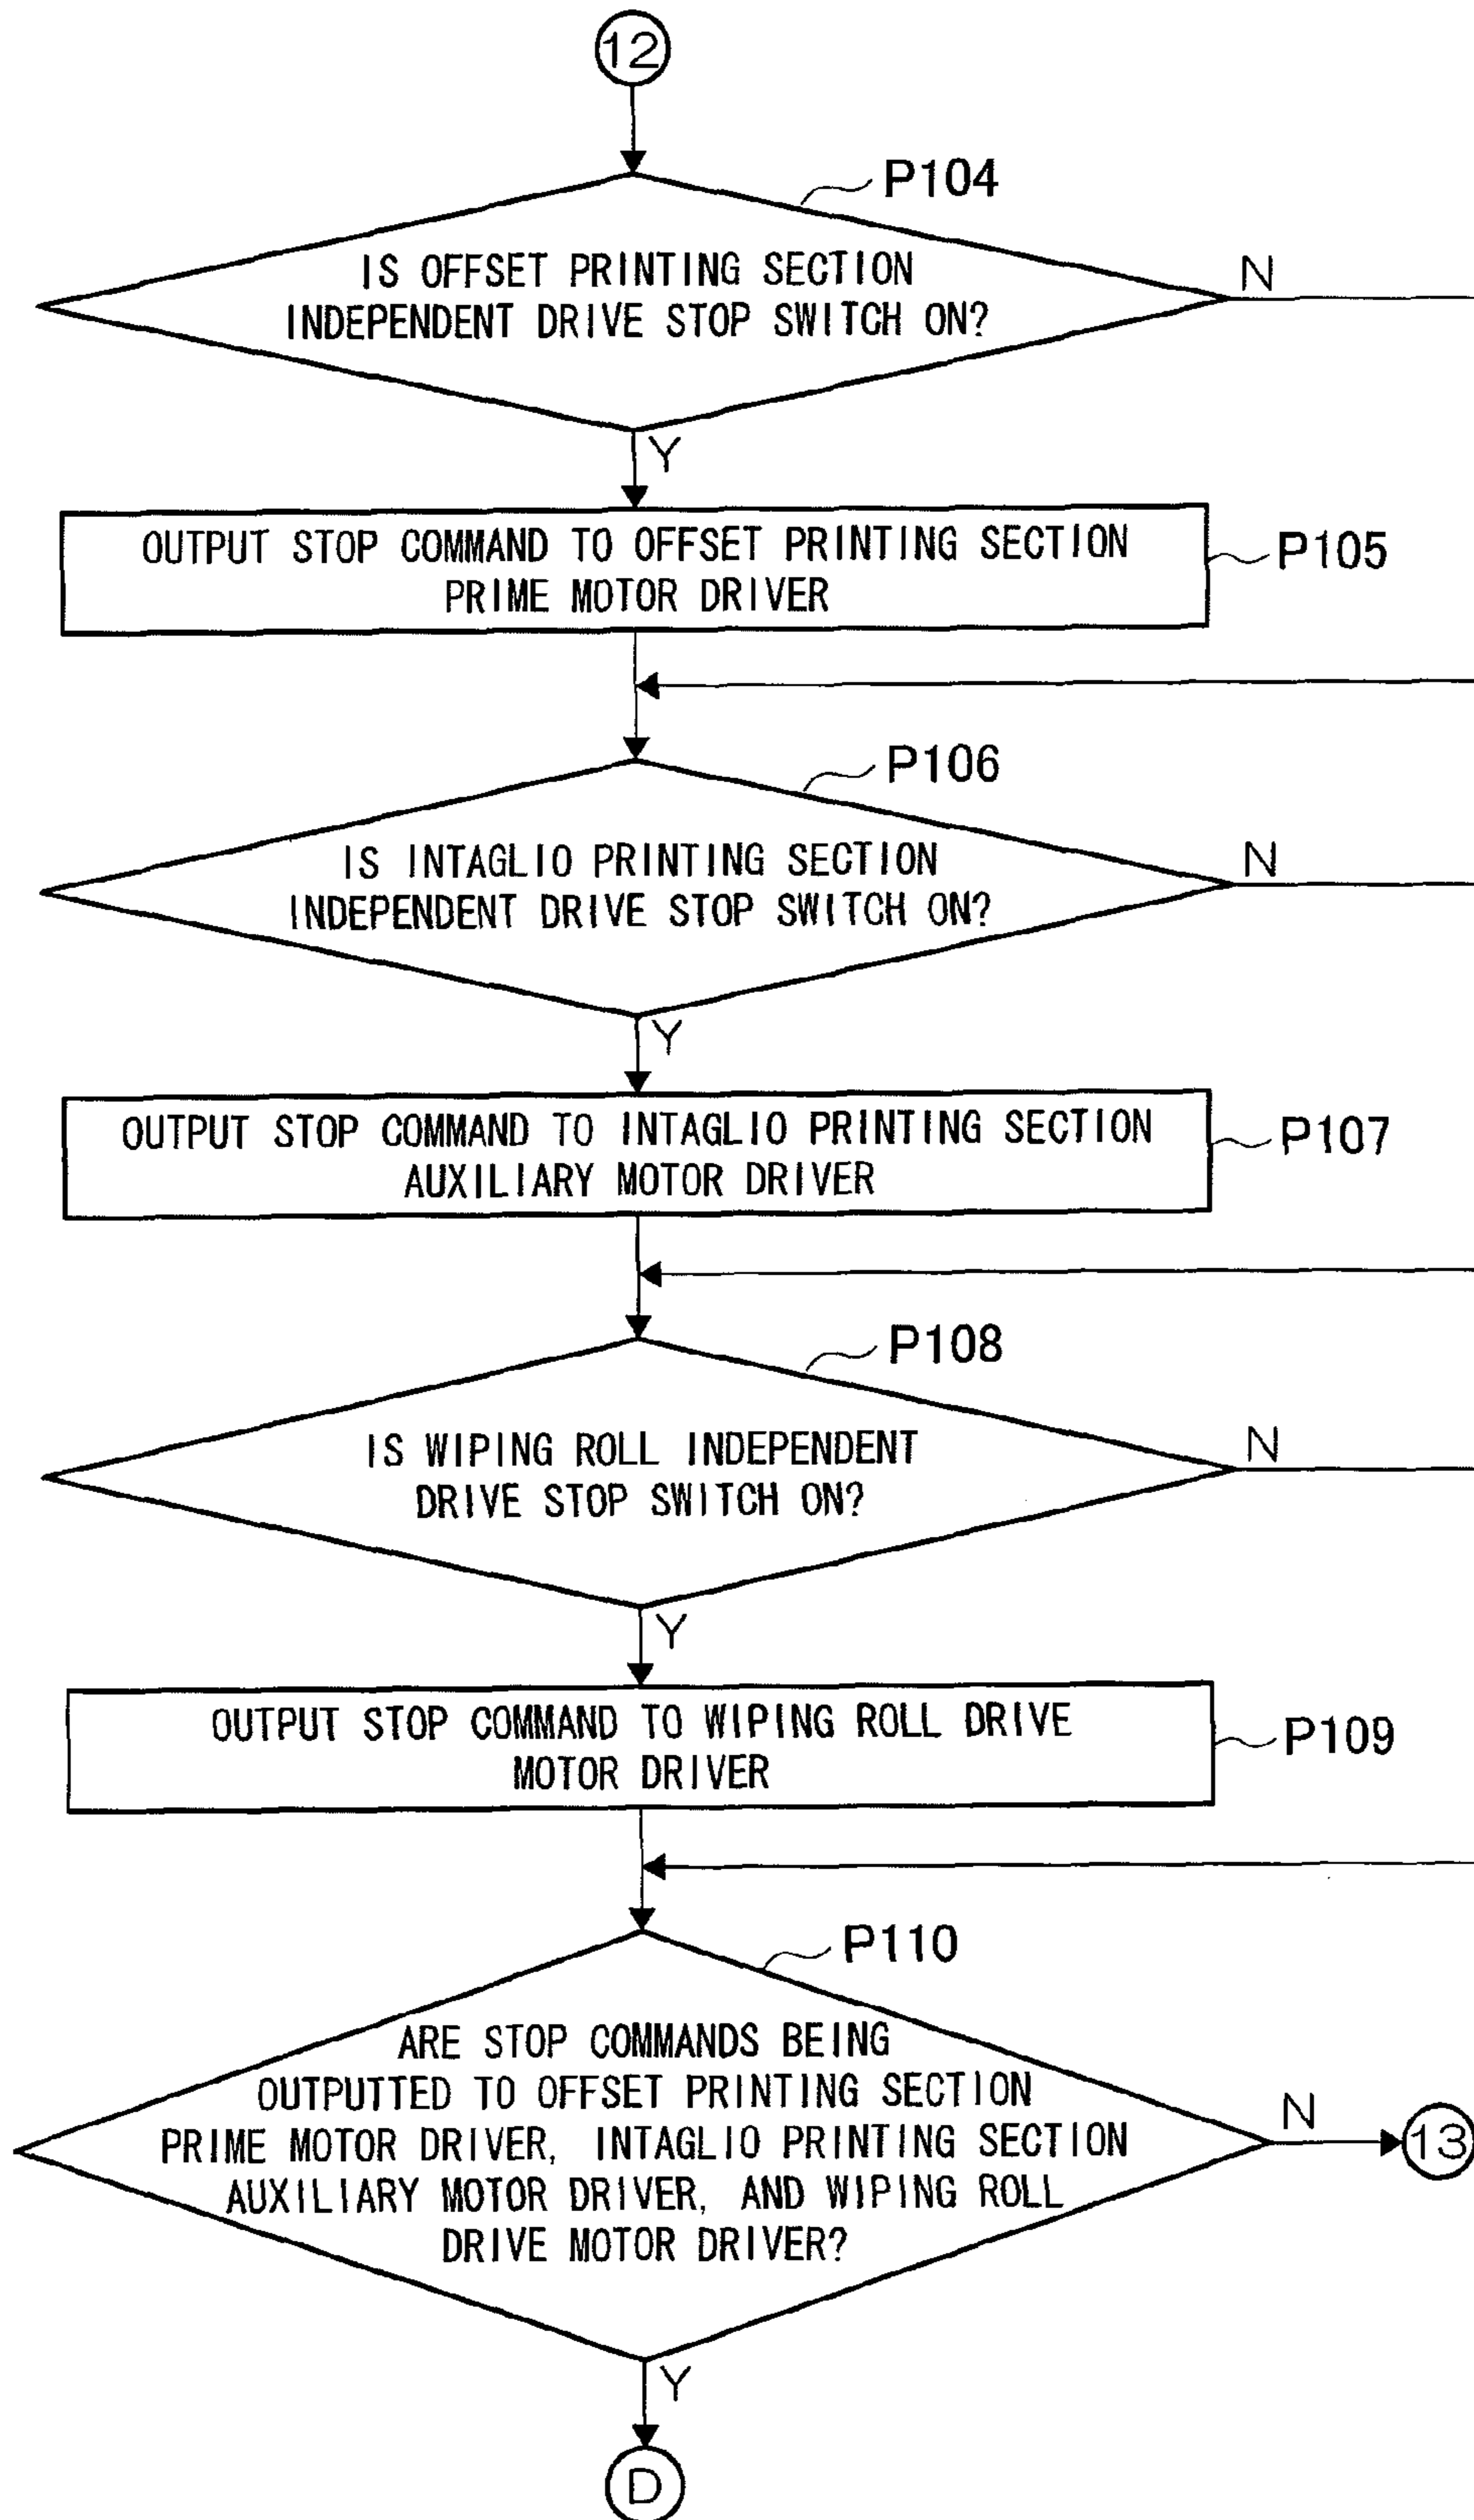 12
P104
IS OFFSET PRINTING SECTION
INDEPENDENT DRIVE STOP SWITCH ON?
N
Y
OUTPUT STOP COMMAND TO OFFSET PRINTING SECTION
PRIME MOTOR DRIVER
P105
P106
IS INTAGLIO PRINTING SECTION
INDEPENDENT DRIVE STOP SWITCH ON?
N
Y
OUTPUT STOP COMMAND TO INTAGLIO PRINTING SECTION
AUXILIARY MOTOR DRIVER
P107
P108
IS WIPING ROLL INDEPENDENT
DRIVE STOP SWITCH ON?
N
Y
OUTPUT STOP COMMAND TO WIPING ROLL DRIVE
MOTOR DRIVER
P109
P110
ARE STOP COMMANDS BEING
OUTPUTTED TO OFFSET PRINTING SECTION
PRIME MOTOR DRIVER, INTAGLIO PRINTING SECTION
AUXILIARY MOTOR DRIVER, AND WIPING ROLL
DRIVE MOTOR DRIVER?
N
13
Y
D